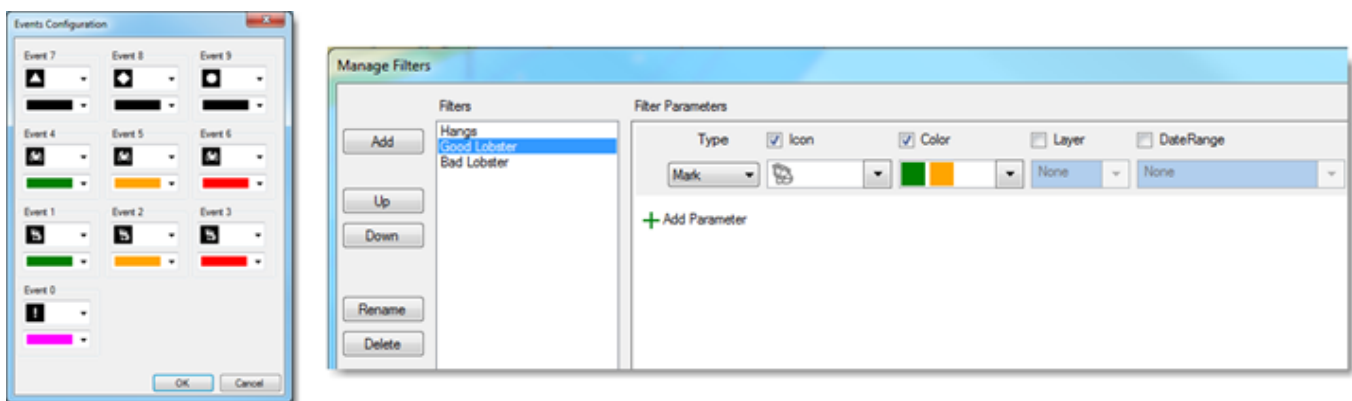 Events Configuration
Event 7 Event 8 Event 9
Event 4 Event 5 Event 6
Event 1 Event 2 Event 3
Event 0
OK Cancel
Manage Filters
Filters Filter Parameters
Add
Up
Down
Rename
Delete
Hangs
Good Lobster
Bad Lobster
Type Icon Color Layer DateRange
Mark None None
Add Parameter